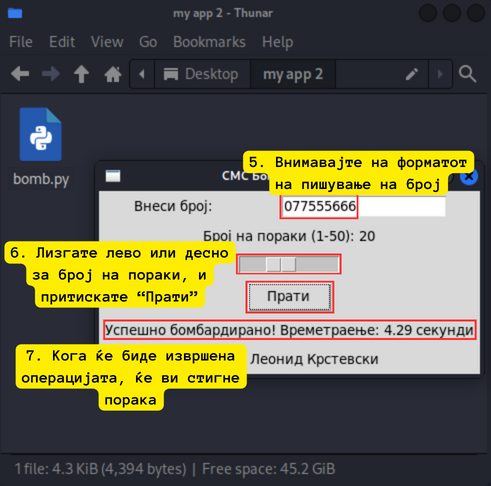 my app 2 - Thunar
File Edit View Go Bookmarks Help
Desktop my app 2
bomb.py
СМС
5. Внимавајте на форматот
на пишување на број
Внеси број: 077555666
Број на пораки (1-50): 20
6. Лизгате лево или десно
за број на пораки, и
притискате “Прати”
Прати
Успешно бомбардирано! Времетраење: 4.29 секунди
7. Кога ќе биде извршена
операцијата, ќе ви стигне
порака
Леонид Крстевски
1 file: 4.3 KiB (4,394 bytes) | Free space: 45.2 GiB